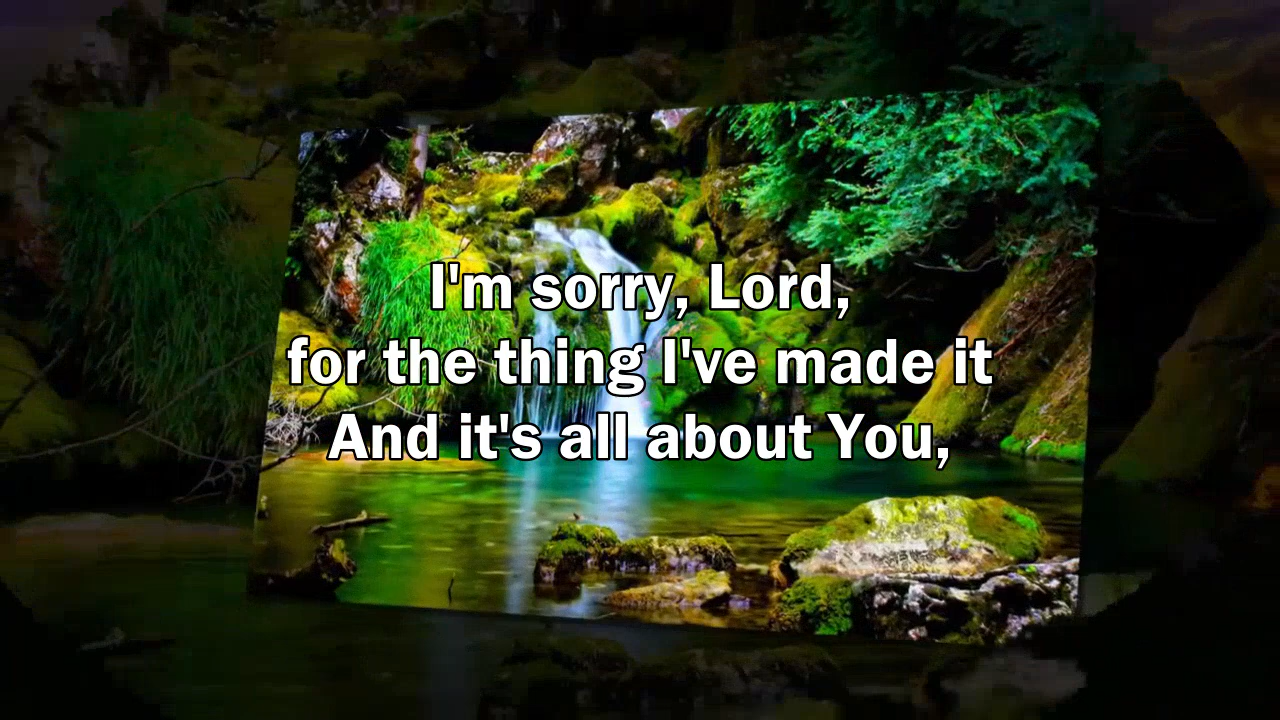 I'm sorry, Lord,
for the thing I've made it
And it's all about You,